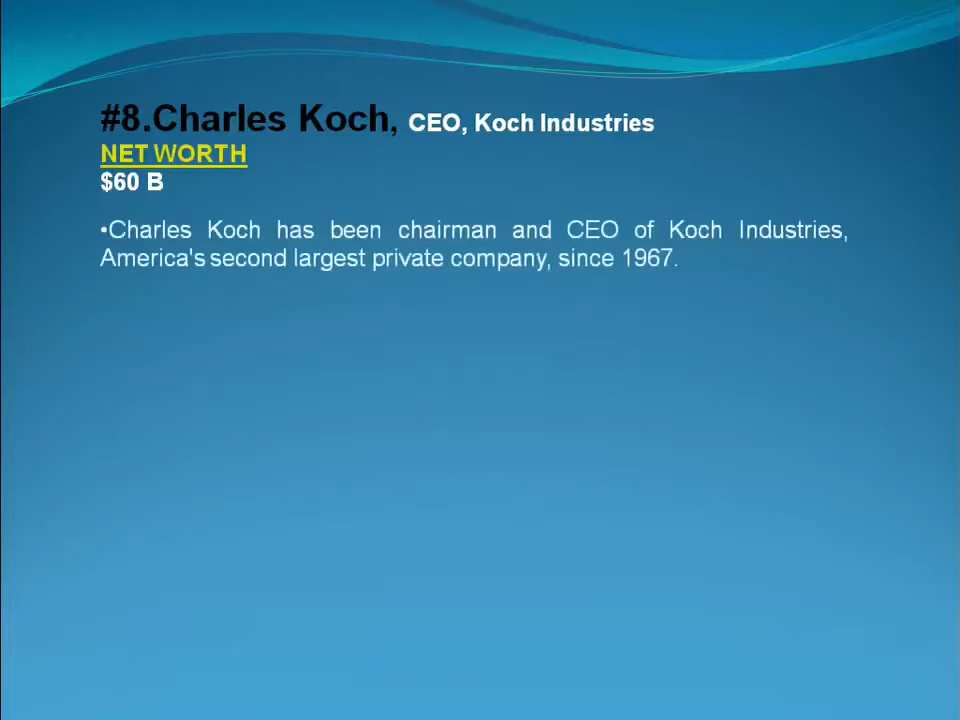 #8.Charles Koch, CEO, Koch Industries
NET WORTH
$60 B
•Charles Koch has been chairman and CEO of Koch Industries,
America's second largest private company, since 1967.